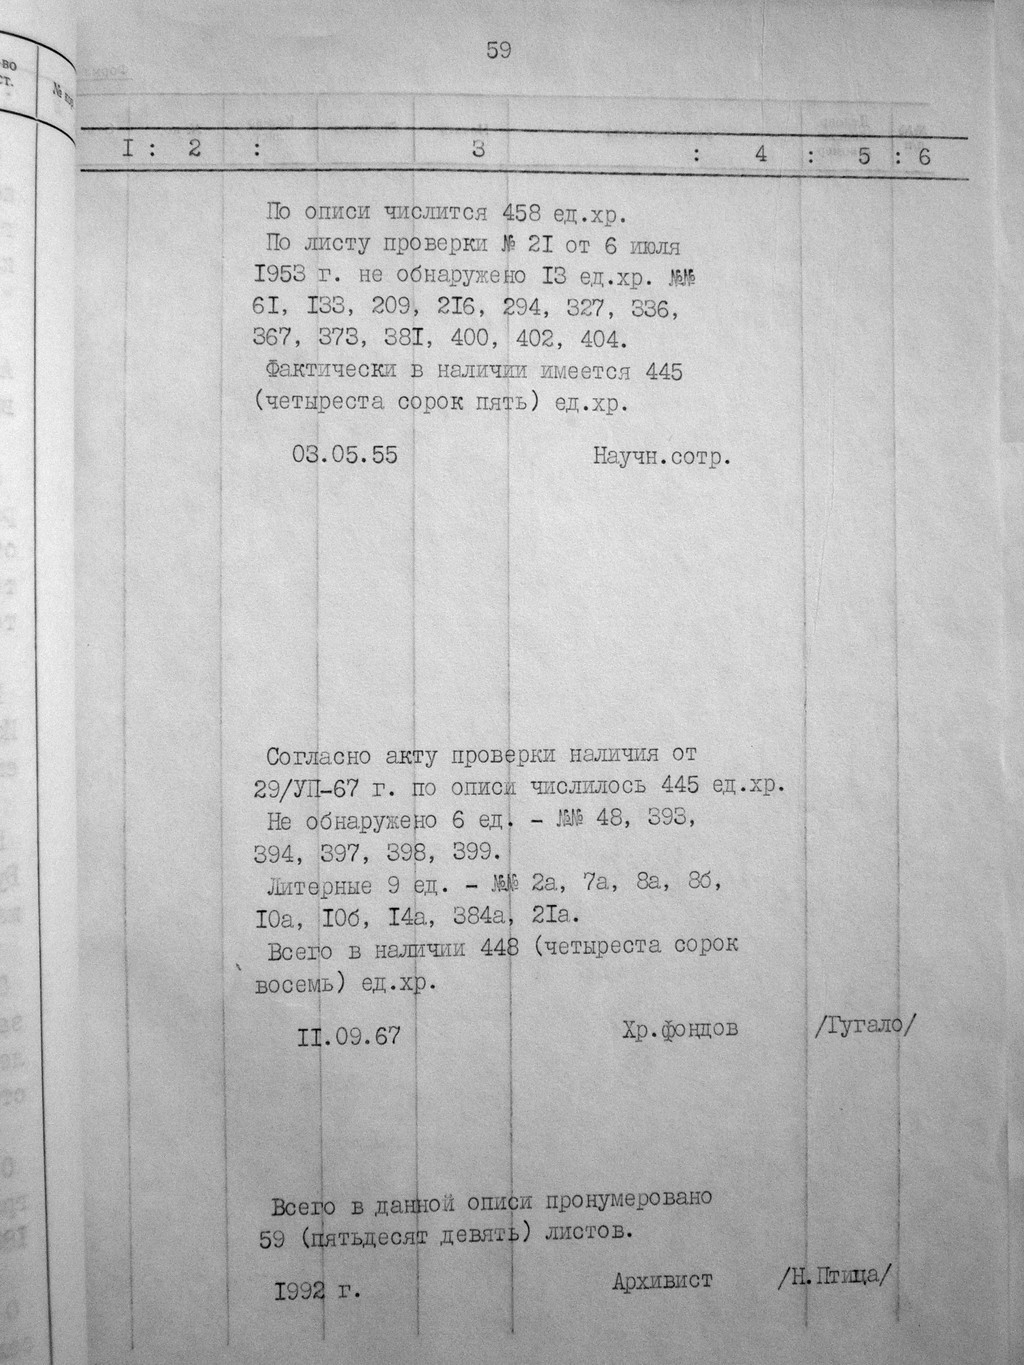 59
во
ст.
№ пор
I : 2 : 3 : 4 : 5 : 6
По описи числится 458 ед.хр.
По листу проверки № 2I от 6 июля
I953 г. не обнаружено I3 ед.хр. №№
6I, I33, 209, 2I6, 294, 327, 336,
367, 373, 38I, 400, 402, 404.
Фактически в наличии имеется 445
(четыреста сорок пять) ед.хр.
03.05.55 Научн.сотр.
Согласно акту проверки наличия от
29/УП-67 г. по описи числилось 445 ед.хр.
Не обнаружено 6 ед. - №№ 48, 393,
394, 397, 398, 399.
Литерные 9 ед. - №№ 2а, 7а, 8а, 8б,
I0а, I0б, I4а, 384а, 2Iа.
Всего в наличии 448 (четыреста сорок
восемь) ед.хр.
II.09.67 Хр.фондов /Тугало/
Всего в данной описи пронумеровано
59 (пятьдесят девять) листов.
I992 г. Архивист /Н.Птица/